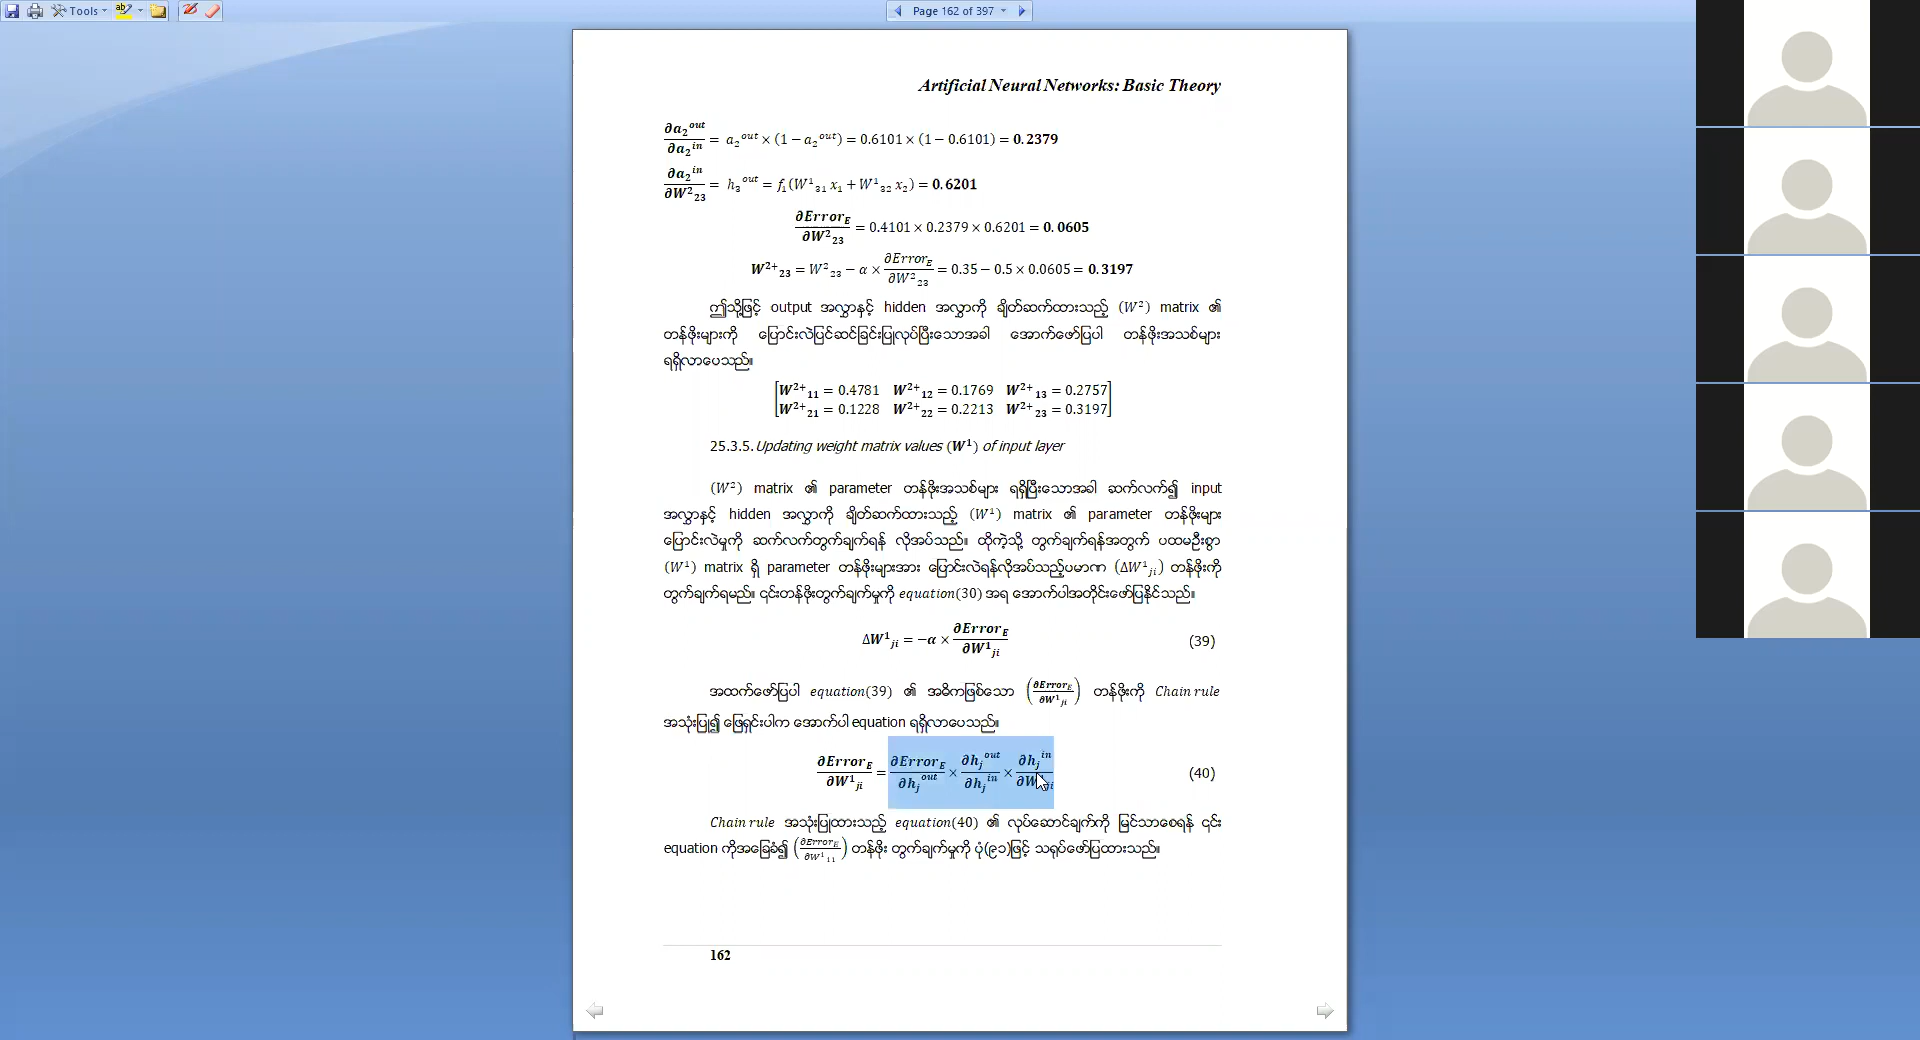 Tools
Page 162 of 397
Artificial Neural Networks: Basic Theory
∂a₂ᵒᵘᵗ/∂a₂ⁱⁿ = a₂ᵒᵘᵗ × (1 − a₂ᵒᵘᵗ) = 0.6101 × (1 − 0.6101) = 0.2379
∂a₂ⁱⁿ/∂W²₂₃ = h₃ᵒᵘᵗ = f₁(W¹₃₁ x₁ + W¹₃₂ x₂) = 0.6201
∂Error_E/∂W²₂₃ = 0.4101 × 0.2379 × 0.6201 = 0.0605
W²⁺₂₃ = W²₂₃ − α × ∂Error_E/∂W²₂₃ = 0.35 − 0.5 × 0.0605 = 0.3197
ဤသို့ဖြင့် output အလွှာနှင့် hidden အလွှာကို ချိတ်ဆက်ထားသည့် (W²) matrix ၏
တန်ဖိုးများကို ပြောင်းလဲပြင်ဆင်ခြင်းပြုလုပ်ပြီးသောအခါ အောက်ဖော်ပြပါ တန်ဖိုးအသစ်များ
ရရှိလာပေသည်။
[W²⁺₁₁ = 0.4781 W²⁺₁₂ = 0.1769 W²⁺₁₃ = 0.2757
W²⁺₂₁ = 0.1228 W²⁺₂₂ = 0.2213 W²⁺₂₃ = 0.3197]
25.3.5. Updating weight matrix values (W¹) of input layer
(W²) matrix ၏ parameter တန်ဖိုးအသစ်များ ရရှိပြီးသောအခါ ဆက်လက်၍ input
အလွှာနှင့် hidden အလွှာကို ချိတ်ဆက်ထားသည့် (W¹) matrix ၏ parameter တန်ဖိုးများ
ပြောင်းလဲမှုကို ဆက်လက်တွက်ချက်ရန် လိုအပ်သည်။ ထိုကဲ့သို့ တွက်ချက်ရန်အတွက် ပထမဦးစွာ
(W¹) matrix ရှိ parameter တန်ဖိုးများအား ပြောင်းလဲရန်လိုအပ်သည့်ပမာဏ (ΔW¹ⱼᵢ) တန်ဖိုးကို
တွက်ချက်ရမည်။ ၎င်းတန်ဖိုးတွက်ချက်မှုကို equation(30) အရ အောက်ပါအတိုင်းဖော်ပြနိုင်သည်။
ΔW¹ⱼᵢ = −α × ∂Error_E/∂W¹ⱼᵢ (39)
အထက်ဖော်ပြပါ equation(39) ၏ အဓိကဖြစ်သော (∂Error_E/∂W¹ⱼᵢ) တန်ဖိုးကို Chain rule
အသုံးပြု၍ ဖြေရှင်းပါက အောက်ပါ equation ရရှိလာပေသည်။
∂Error_E/∂W¹ⱼᵢ = ∂Error_E/∂hⱼᵒᵘᵗ × ∂hⱼᵒᵘᵗ/∂hⱼⁱⁿ × ∂hⱼⁱⁿ/∂W¹ⱼᵢ (40)
Chain rule အသုံးပြုထားသည့် equation(40) ၏ လုပ်ဆောင်ချက်ကို မြင်သာစေရန် ၎င်း
equation ကိုအခြေခံ၍ (∂Error_E/∂W¹₁₁) တန်ဖိုး တွက်ချက်မှုကို ပုံ(၉၁)ဖြင့် သရုပ်ဖော်ပြထားသည်။
162